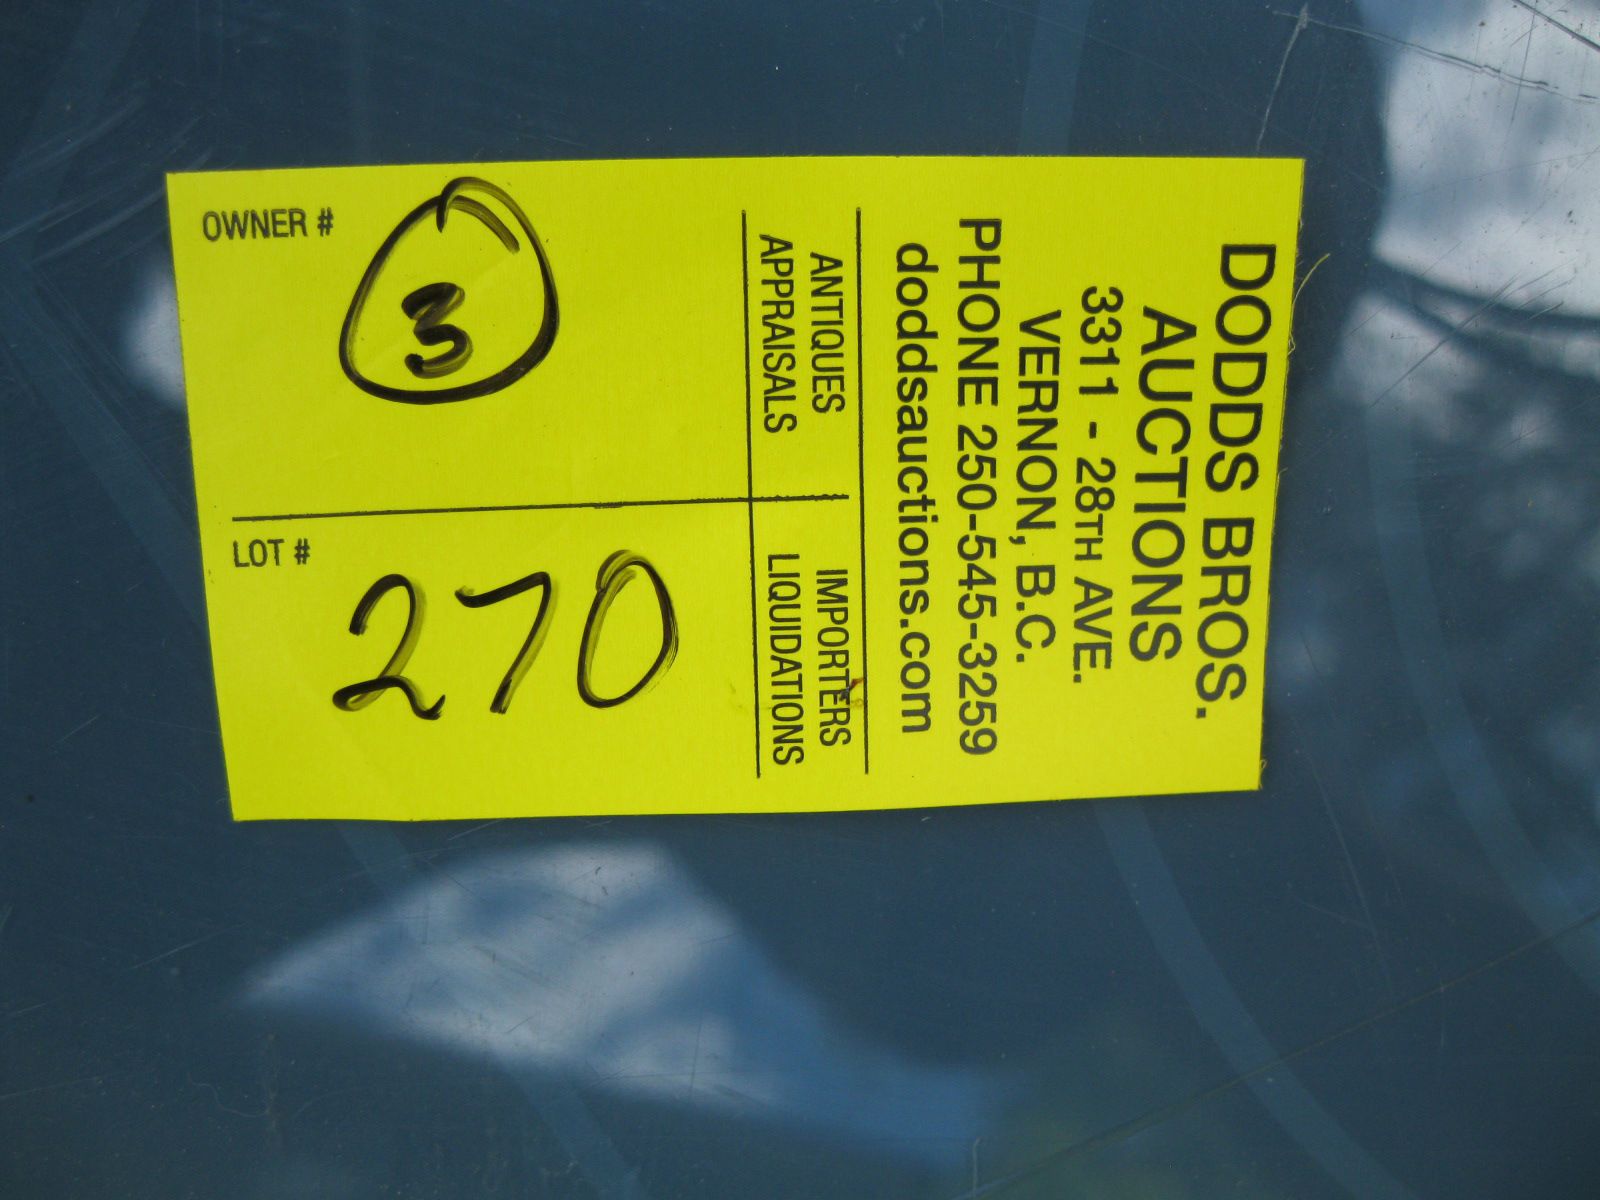 DODDS BROS.
AUCTIONS
3311 - 28TH AVE.
VERNON, B.C.
PHONE 250-545-3259
doddsauctions.com
ANTIQUES
APPRAISALS
IMPORTERS
LIQUIDATIONS
OWNER #
3
LOT #
270